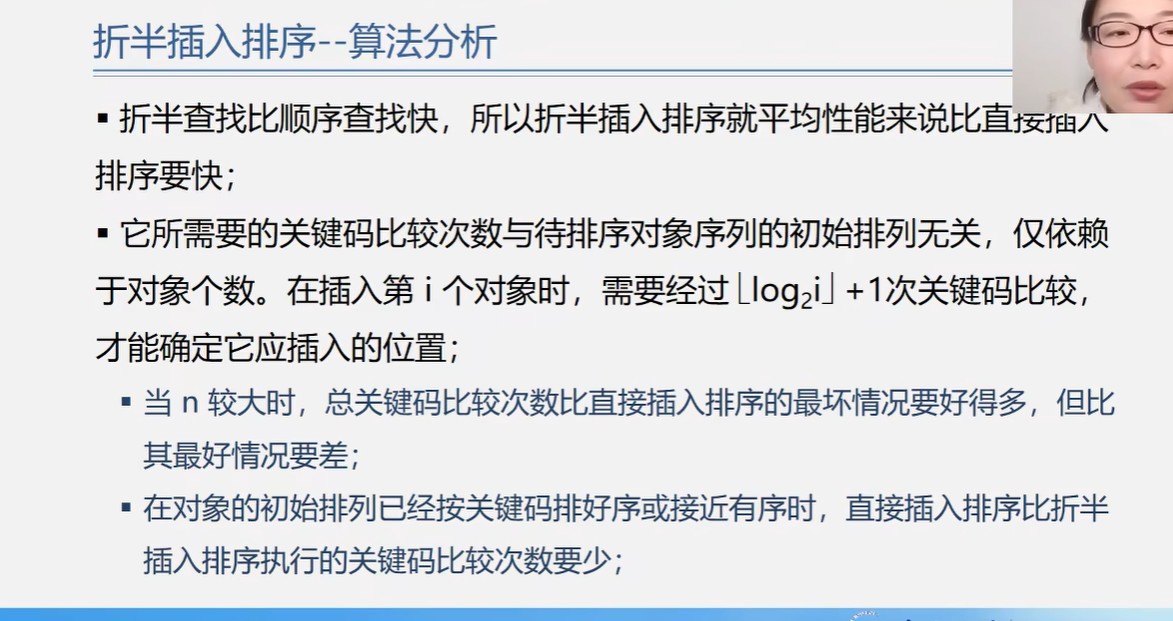 折半插入排序--算法分析
▪ 折半查找比顺序查找快，所以折半插入排序就平均性能来说比直接插入
排序要快；
▪ 它所需要的关键码比较次数与待排序对象序列的初始排列无关，仅依赖
于对象个数。在插入第 i 个对象时，需要经过⌊log₂i⌋ +1次关键码比较，
才能确定它应插入的位置；
▪ 当 n 较大时，总关键码比较次数比直接插入排序的最坏情况要好得多，但比
其最好情况要差；
▪ 在对象的初始排列已经按关键码排好序或接近有序时，直接插入排序比折半
插入排序执行的关键码比较次数要少；